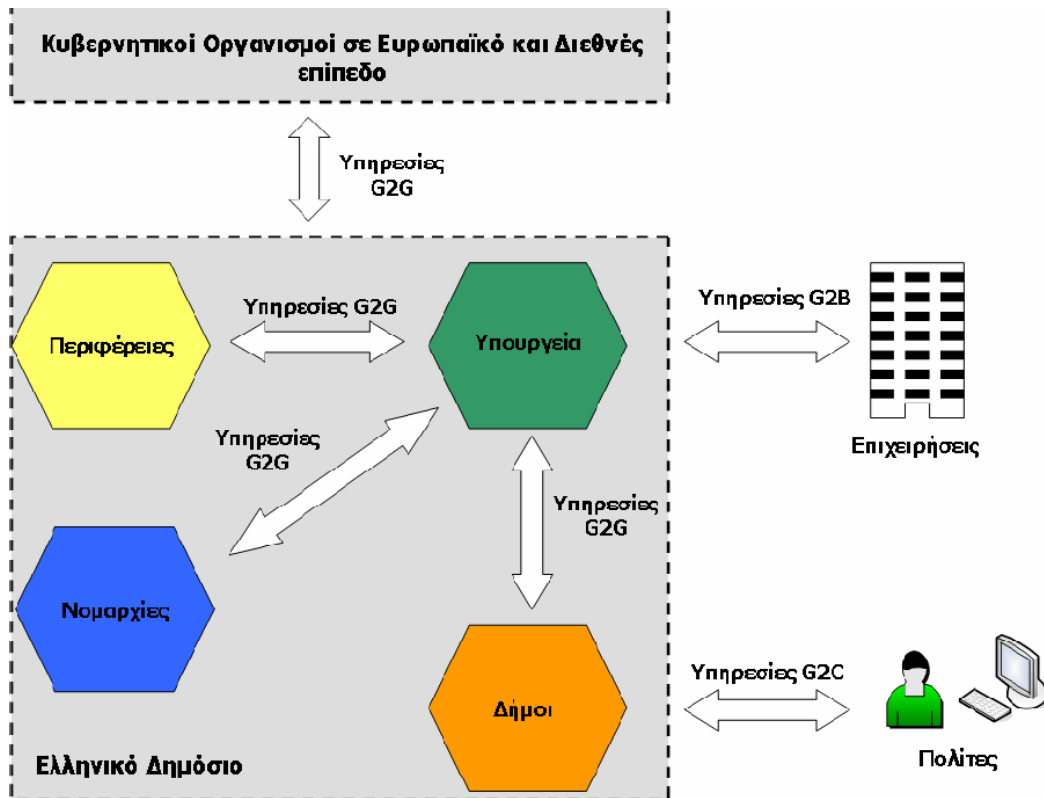 Κυβερνητικοί Οργανισμοί σε Ευρωπαϊκό και Διεθνές
επίπεδο
Υπηρεσίες
G2G
Υπηρεσίες G2G
Υπηρεσίες G2B
Περιφέρειες
Υπουργεία
Υπηρεσίες
G2G
Επιχειρήσεις
Υπηρεσίες
G2G
Νομαρχίες
Υπηρεσίες G2C
Δήμοι
Πολίτες
Ελληνικό Δημόσιο